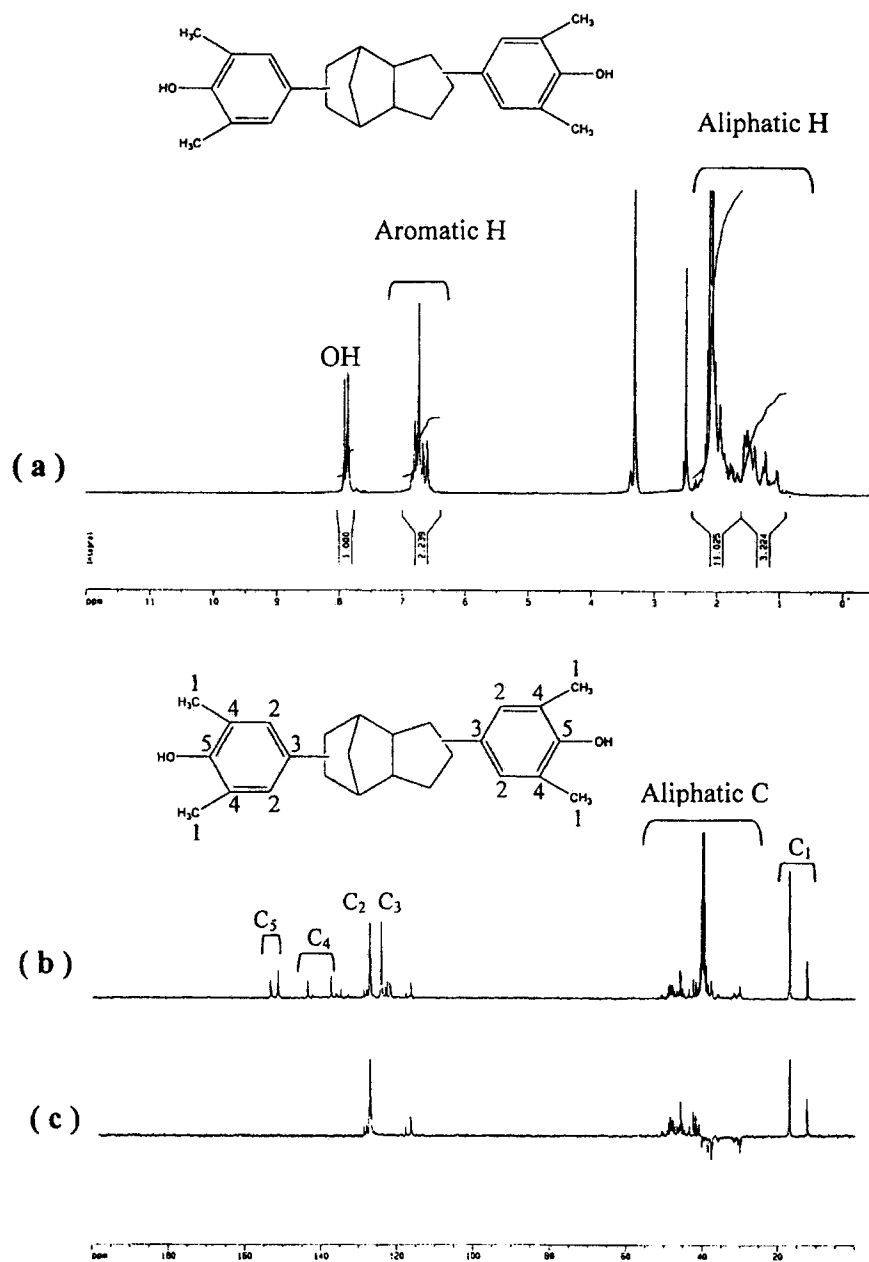 H₃C CH₃
HO OH
H₃C CH₃
Aliphatic H
Aromatic H
OH
( a )
Integral
1.000 2.239 11.025 3.224
ppm 11 10 9 8 7 6 5 4 3 2 1 0
1 1
H₃C 4 2 2 4 CH₃
HO 5 3 3 5 OH
H₃C 4 2 2 4 CH₃
1 1
Aliphatic C
C₁
C₂ C₃
C₅ C₄
( b )
( c )
ppm 180 160 140 120 100 80 60 40 20